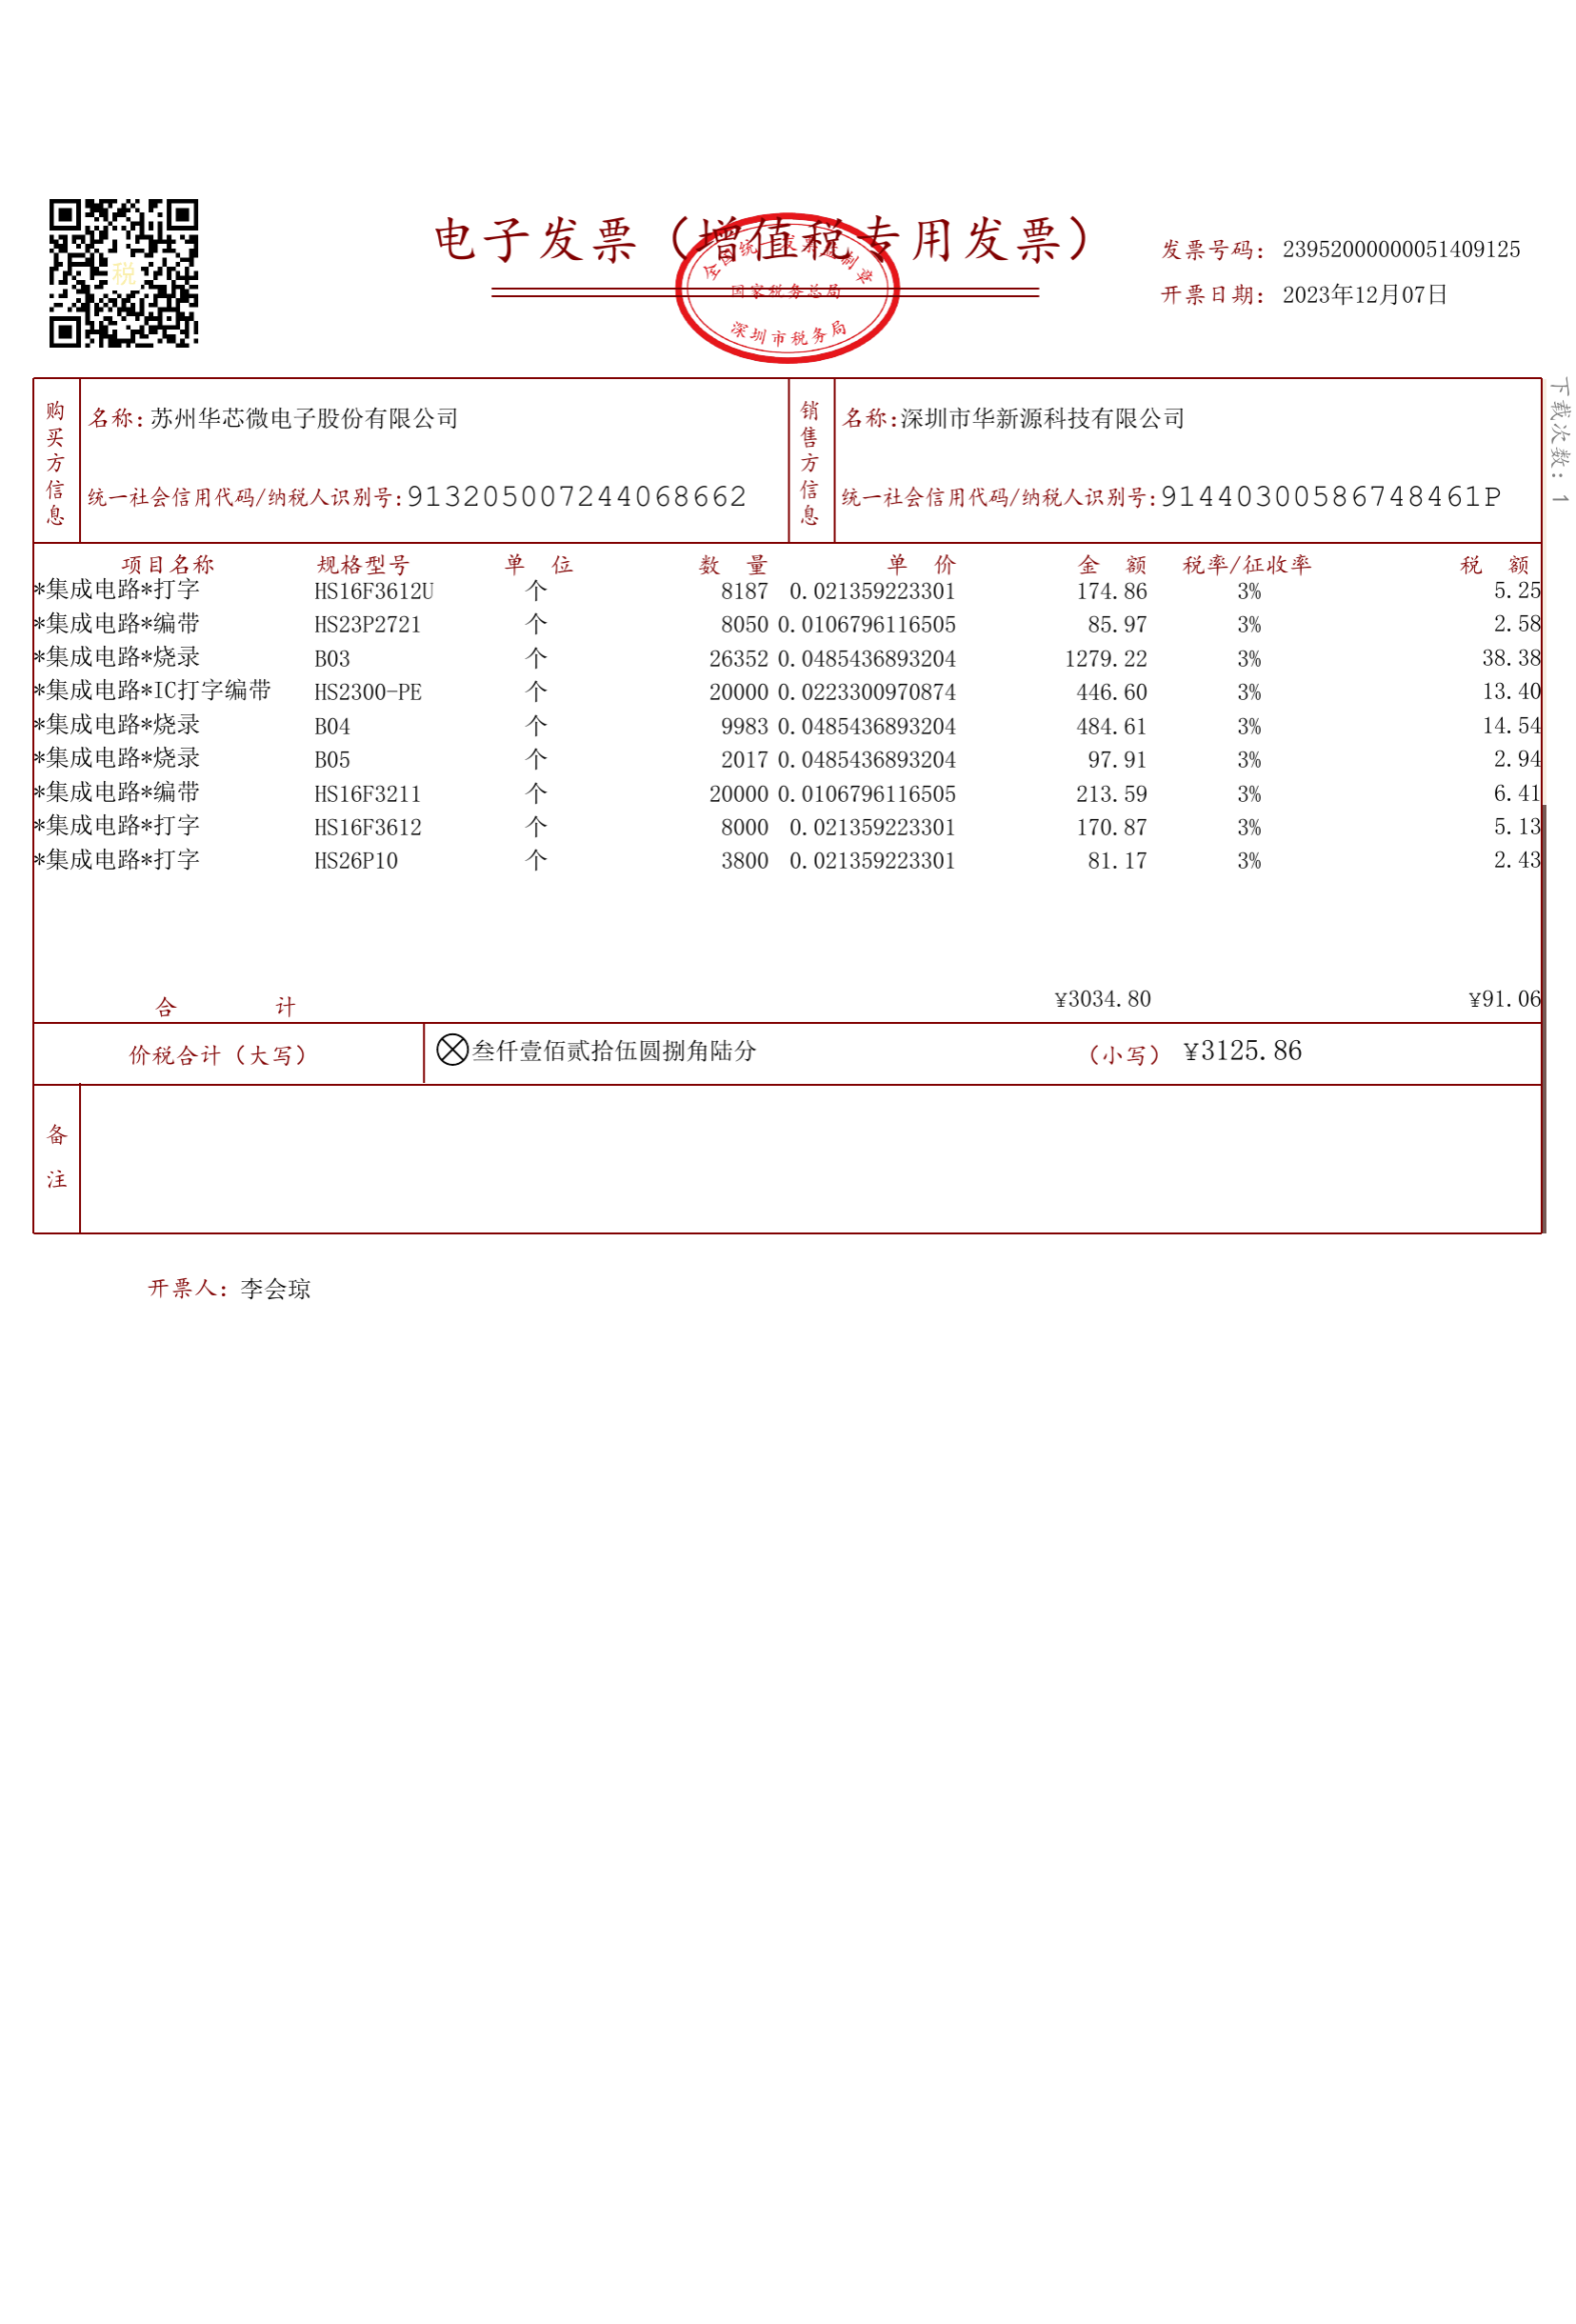 电子发票（增值税专用发票）
全国统一发票监制章
国家税务总局
深圳市税务局
税
发票号码：23952000000051409125
开票日期：2023年12月07日
下载次数：1
购买方信息
名称：苏州华芯微电子股份有限公司
统一社会信用代码/纳税人识别号：913205007244068662
销售方信息
名称：深圳市华新源科技有限公司
统一社会信用代码/纳税人识别号：91440300586748461P
项目名称 规格型号 单位 数量 单价 金额 税率/征收率 税额
*集成电路*打字 HS16F3612U 个 8187 0.021359223301 174.86 3% 5.25
*集成电路*编带 HS23P2721 个 8050 0.0106796116505 85.97 3% 2.58
*集成电路*烧录 B03 个 26352 0.0485436893204 1279.22 3% 38.38
*集成电路*IC打字编带 HS2300-PE 个 20000 0.0223300970874 446.60 3% 13.40
*集成电路*烧录 B04 个 9983 0.0485436893204 484.61 3% 14.54
*集成电路*烧录 B05 个 2017 0.0485436893204 97.91 3% 2.94
*集成电路*编带 HS16F3211 个 20000 0.0106796116505 213.59 3% 6.41
*集成电路*打字 HS16F3612 个 8000 0.021359223301 170.87 3% 5.13
*集成电路*打字 HS26P10 个 3800 0.021359223301 81.17 3% 2.43
合计 ¥3034.80 ¥91.06
价税合计（大写） 叁仟壹佰贰拾伍圆捌角陆分 （小写） ¥3125.86
备注
开票人：李会琼